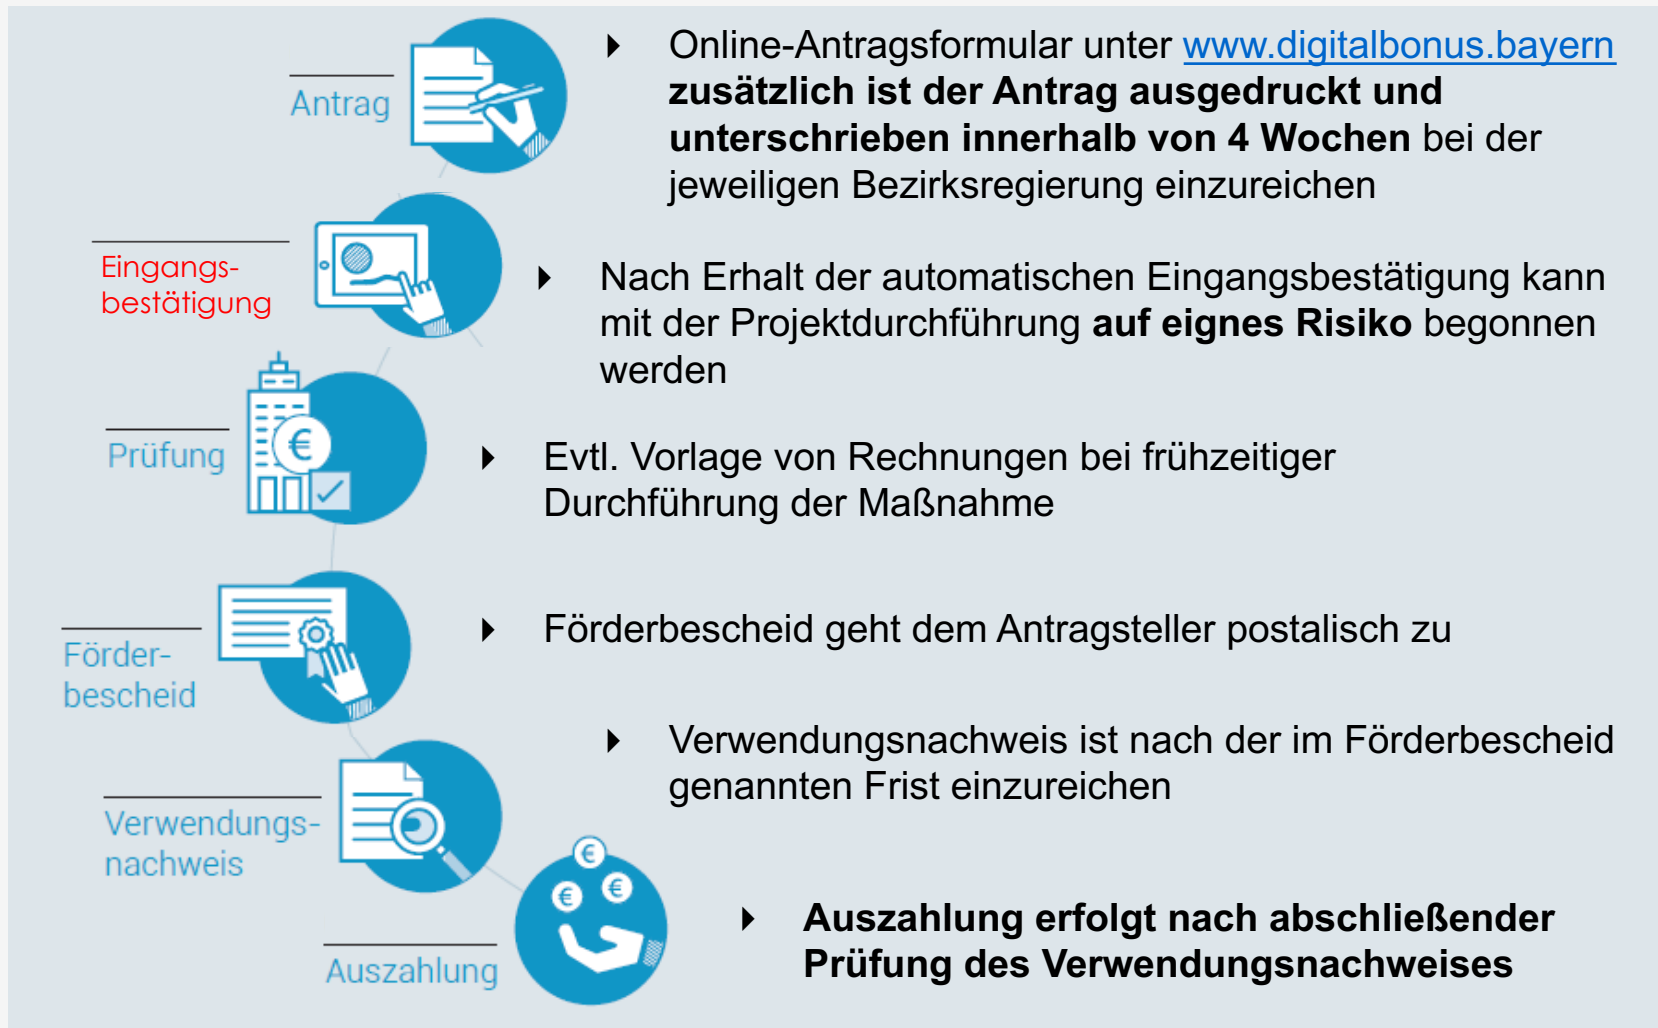 Antrag
Online-Antragsformular unter www.digitalbonus.bayern
zusätzlich ist der Antrag ausgedruckt und
unterschrieben innerhalb von 4 Wochen bei der
jeweiligen Bezirksregierung einzureichen
Eingangs-
bestätigung
Nach Erhalt der automatischen Eingangsbestätigung kann
mit der Projektdurchführung auf eignes Risiko begonnen
werden
Prüfung
€
Evtl. Vorlage von Rechnungen bei frühzeitiger
Durchführung der Maßnahme
Förder-
bescheid
Förderbescheid geht dem Antragsteller postalisch zu
Verwendungs-
nachweis
Verwendungsnachweis ist nach der im Förderbescheid
genannten Frist einzureichen
Auszahlung
€
€ €
Auszahlung erfolgt nach abschließender
Prüfung des Verwendungsnachweises